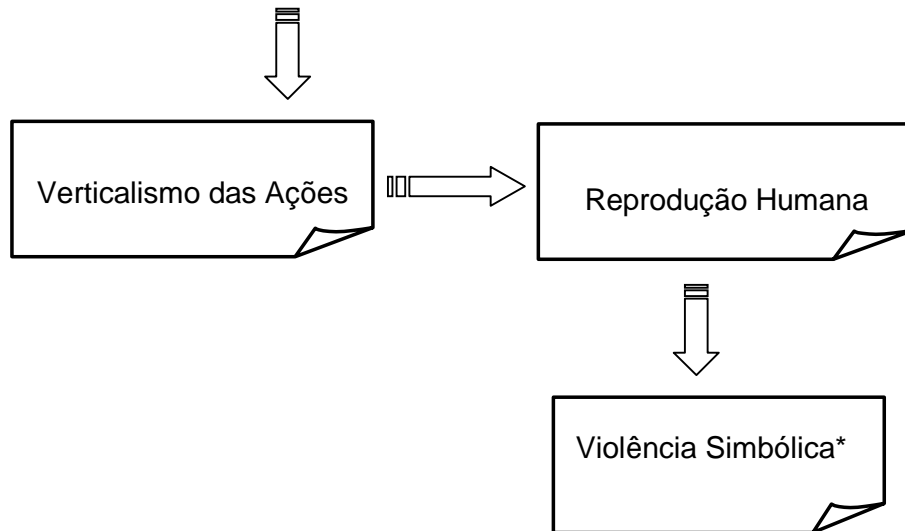 Verticalismo das Ações
Reprodução Humana
Violência Simbólica*